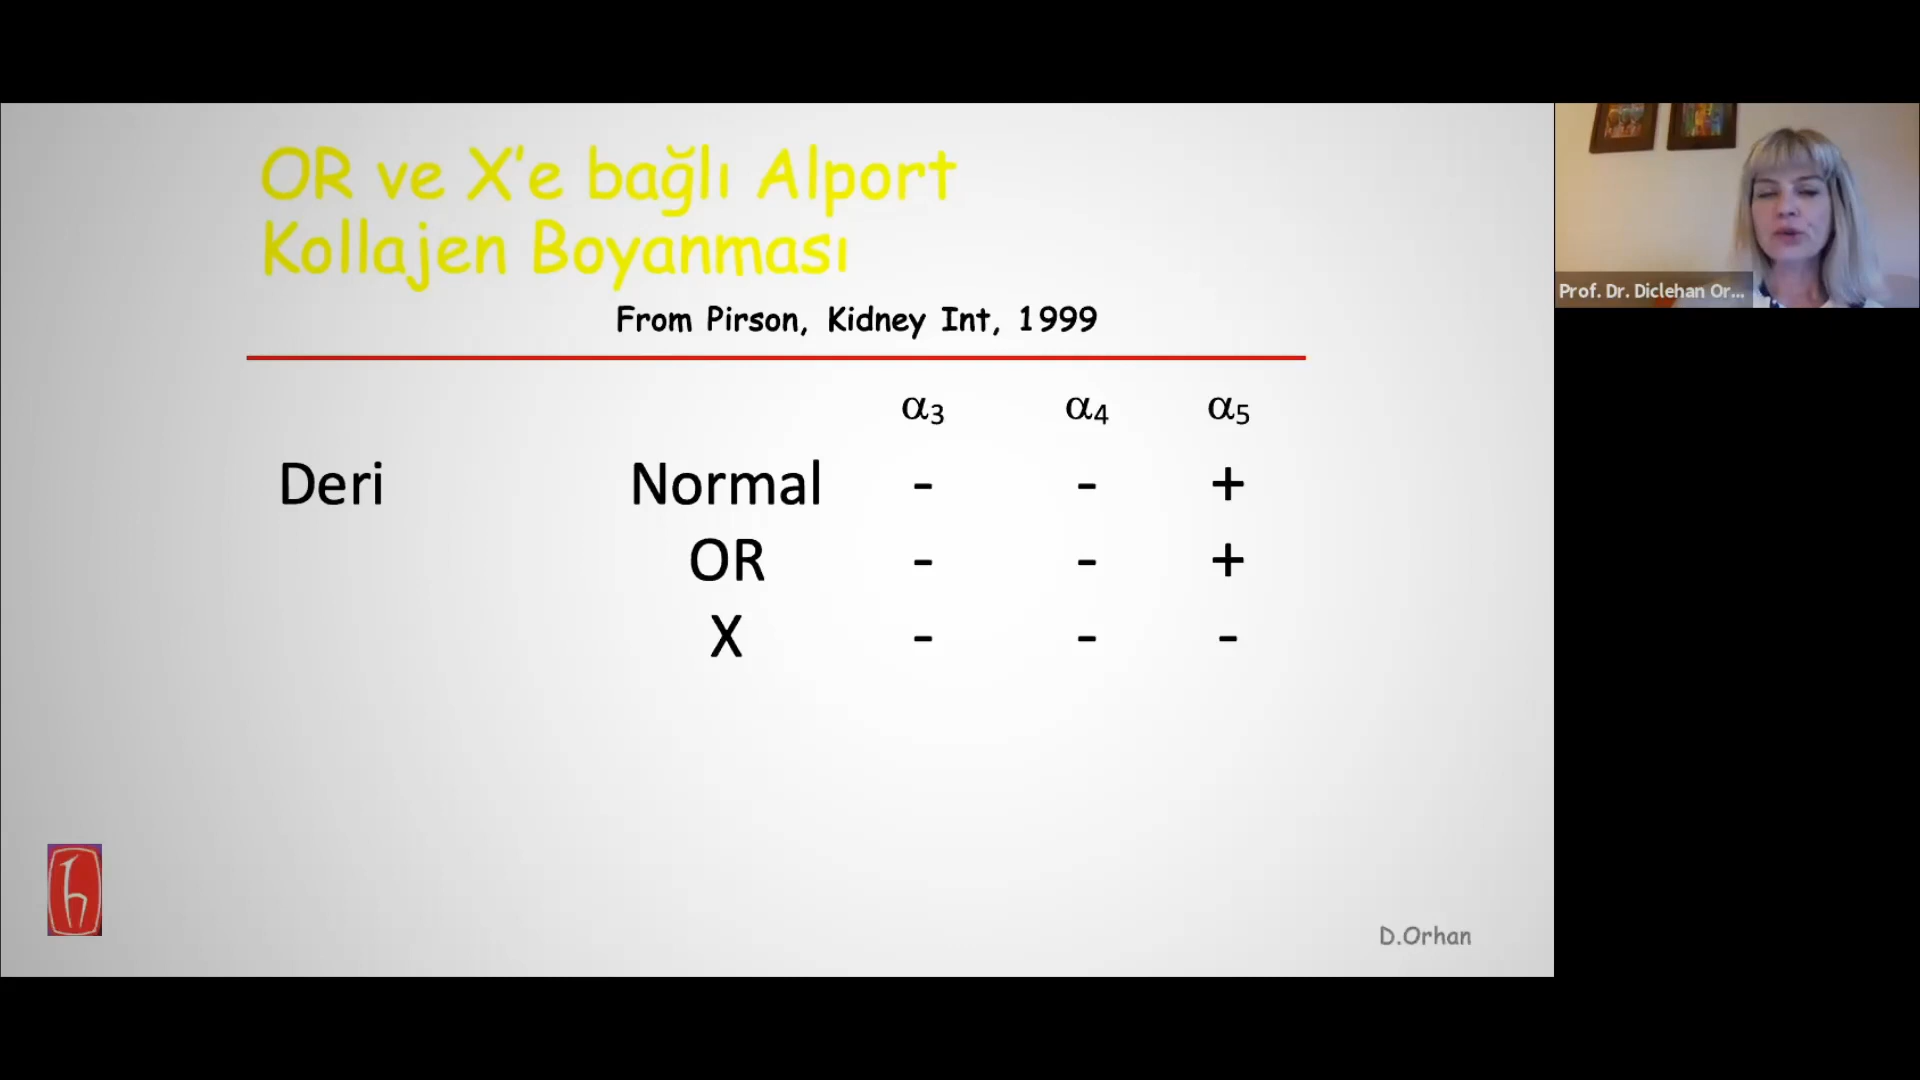 OR ve X'e bağlı Alport
Kollajen Boyanması
From Pirson, Kidney Int, 1999
α3 α4 α5
Deri Normal - - +
OR - - +
X - - -
D.Orhan
Prof. Dr. Diclehan Or...